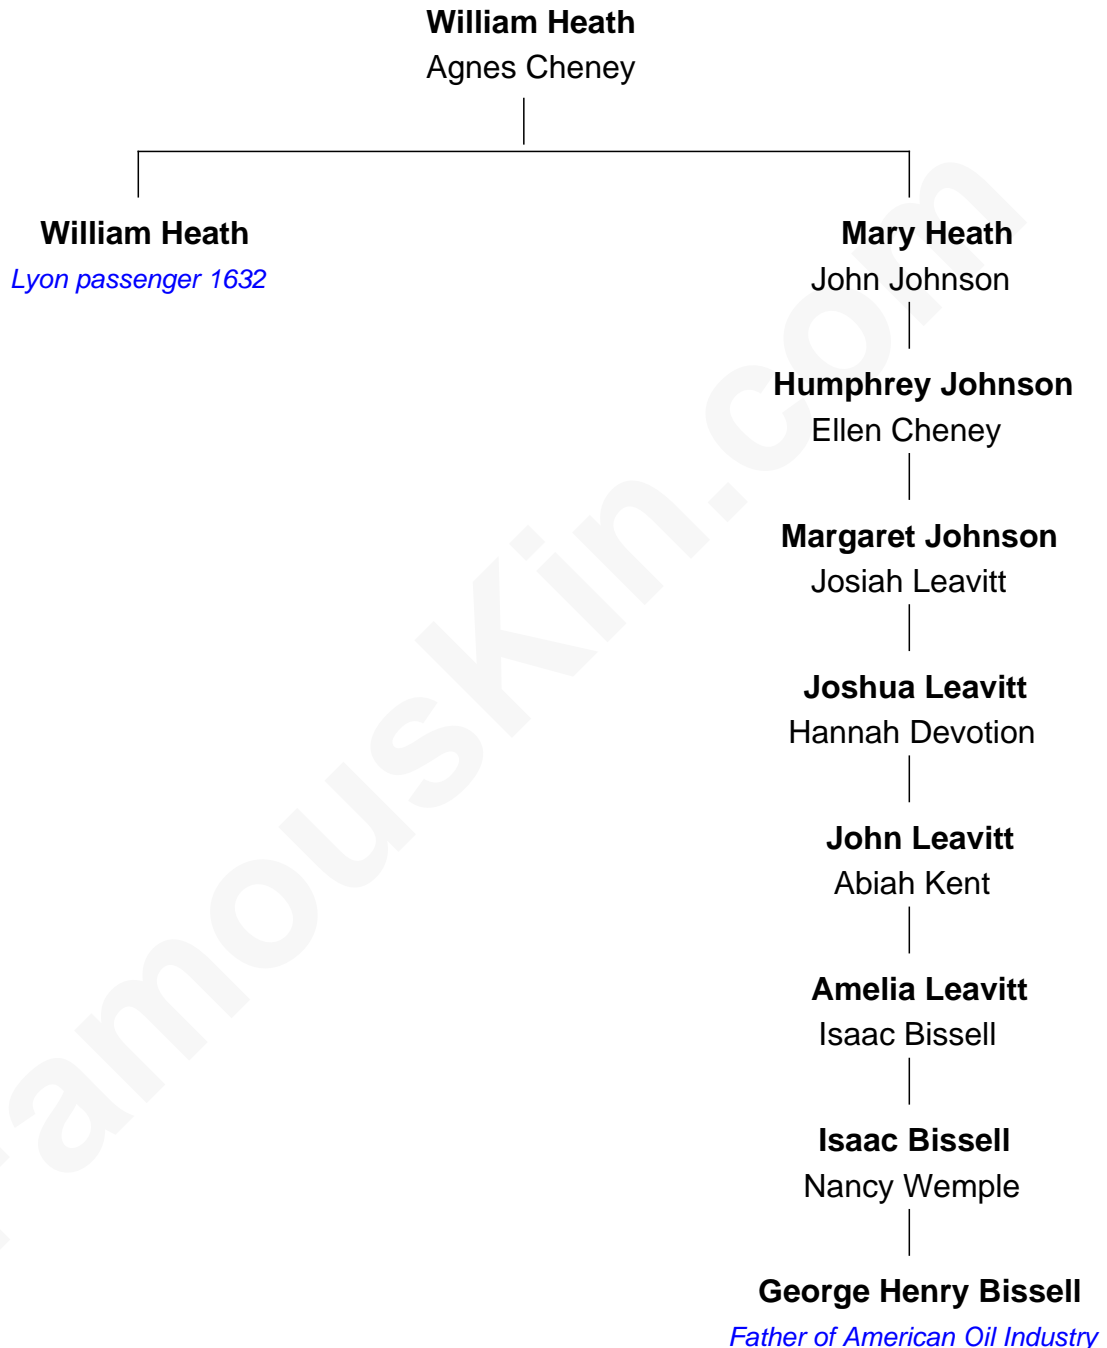 William Heath
Agnes Cheney
William Heath
Lyon passenger 1632
Mary Heath
John Johnson
Humphrey Johnson
Ellen Cheney
Margaret Johnson
Josiah Leavitt
Joshua Leavitt
Hannah Devotion
John Leavitt
Abiah Kent
Amelia Leavitt
Isaac Bissell
Isaac Bissell
Nancy Wemple
George Henry Bissell
Father of American Oil Industry
FamousKin.com